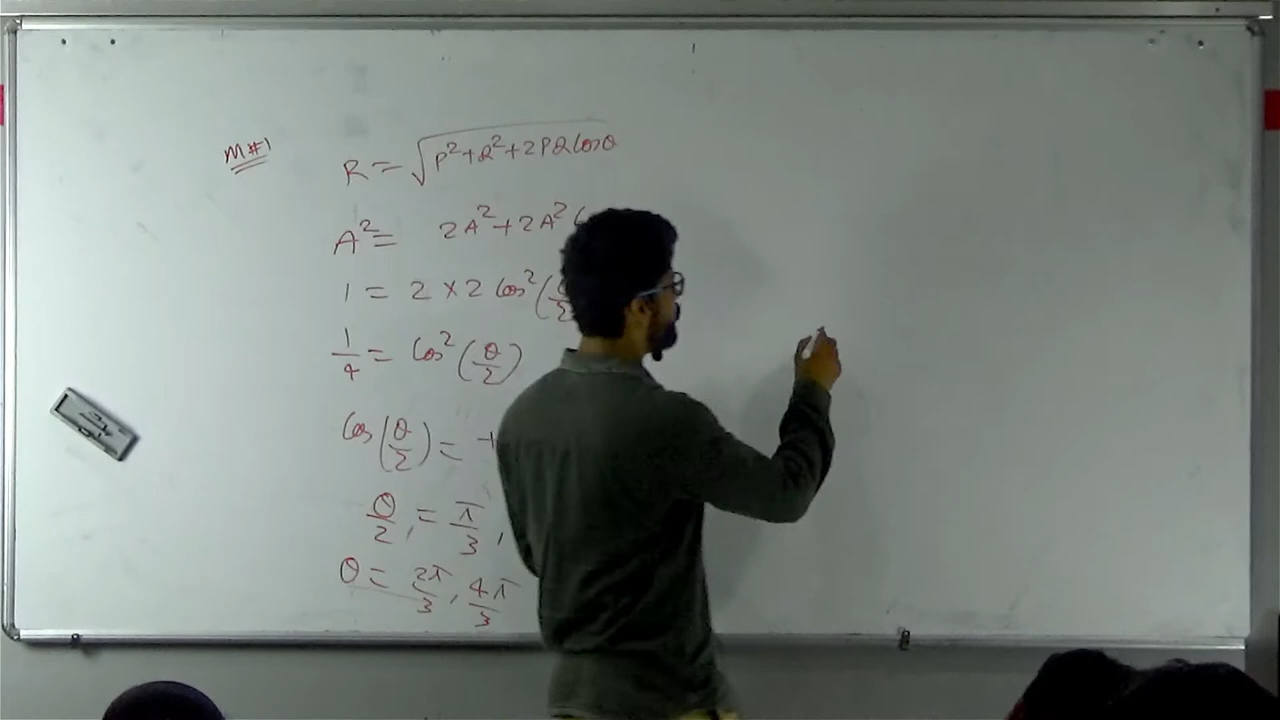 M#1
R = √P²+Q²+2PQCosθ
A² = 2A²+2A²
1 = 2 × 2 Cos²(
1/4 = Cos²(θ/2)
Cos(θ/2) = +
θ/2 = π/3,
θ = 2π/3, 4π/3